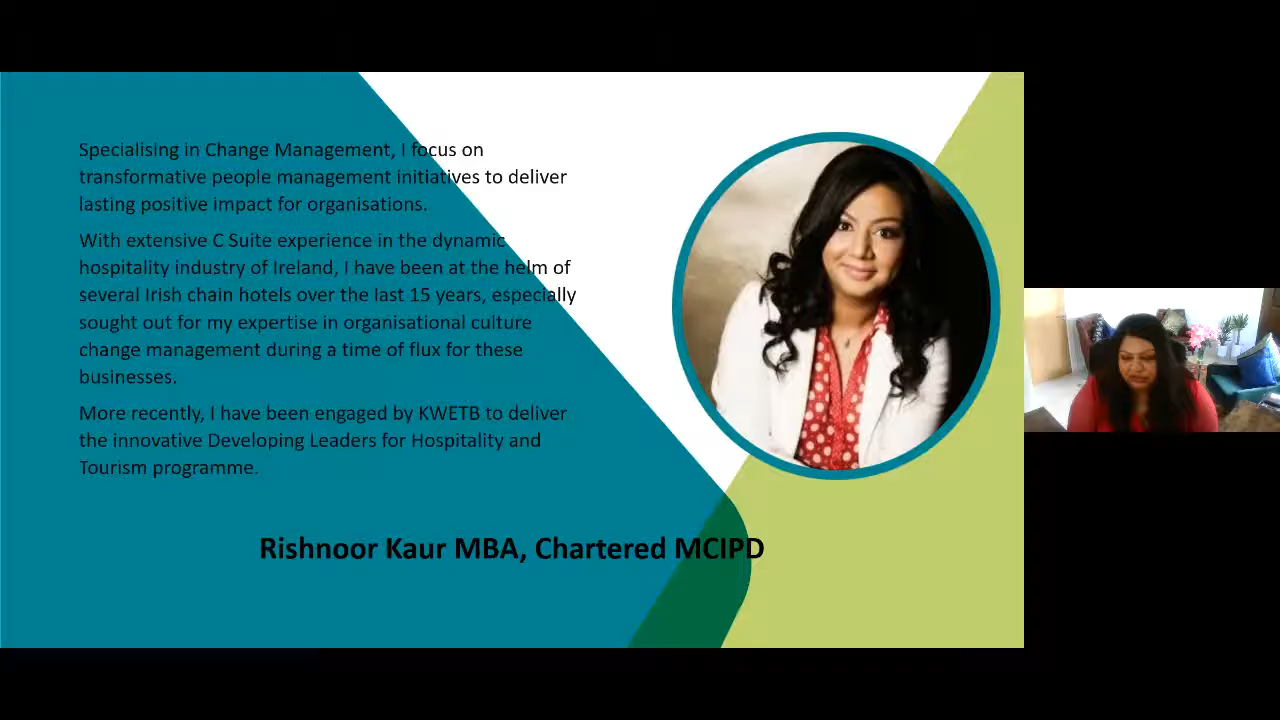 Specialising in Change Management, I focus on
transformative people management initiatives to deliver
lasting positive impact for organisations.
With extensive C Suite experience in the dynamic
hospitality industry of Ireland, I have been at the helm of
several Irish chain hotels over the last 15 years, especially
sought out for my expertise in organisational culture
change management during a time of flux for these
businesses.
More recently, I have been engaged by KWETB to deliver
the innovative Developing Leaders for Hospitality and
Tourism programme.
Rishnoor Kaur MBA, Chartered MCIPD